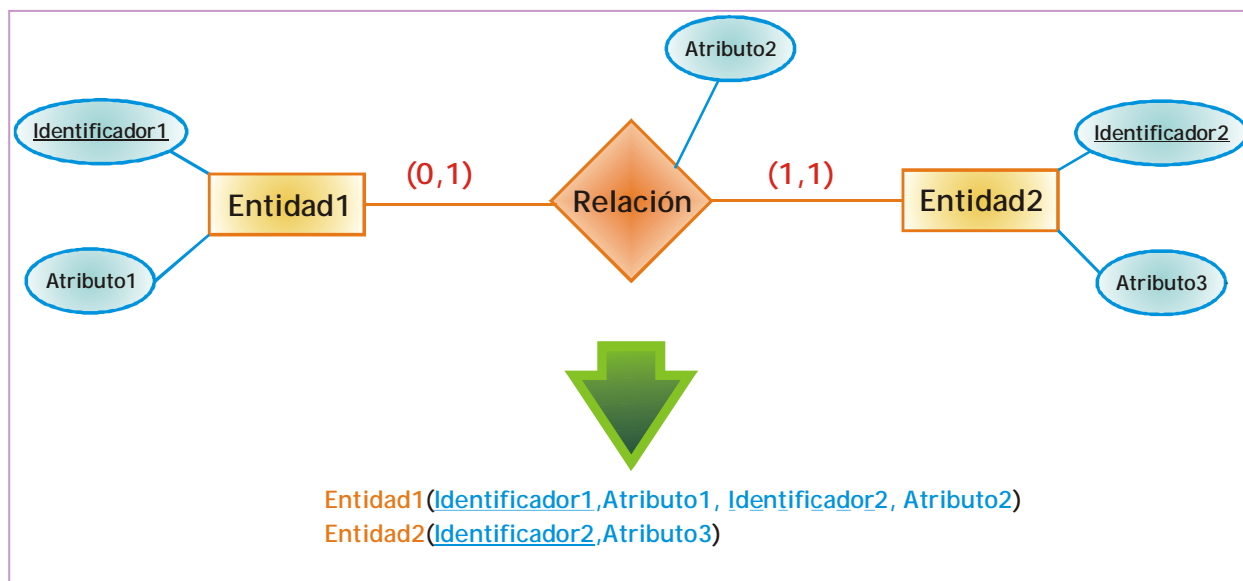 Atributo2
Identificador1
Identificador2
(0,1)
(1,1)
Entidad1
Relación
Entidad2
Atributo1
Atributo3
Entidad1(Identificador1,Atributo1, Identificador2, Atributo2)
Entidad2(Identificador2,Atributo3)